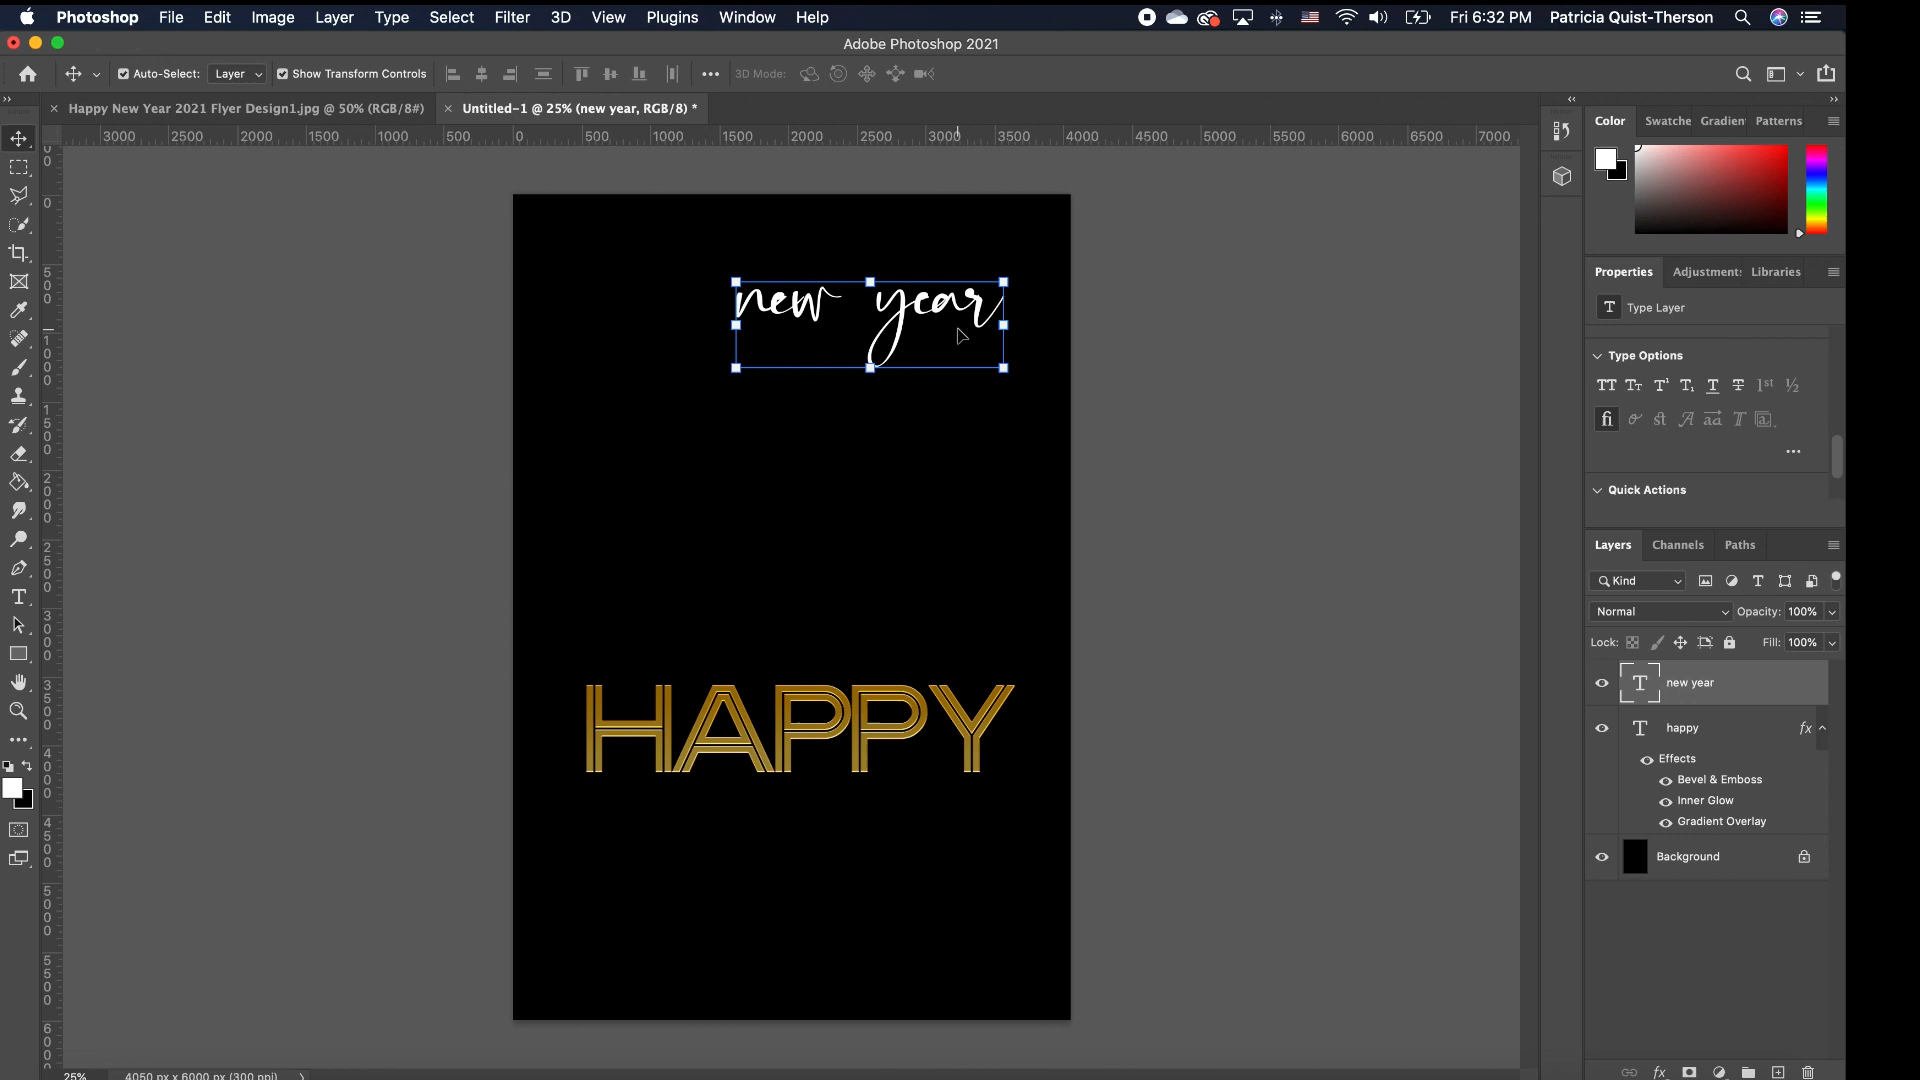 Photoshop File Edit Image Layer Type Select Filter 3D View Plugins Window Help Fri 6:32 PM Patricia Quist-Therson
Adobe Photoshop 2021
Auto-Select: Layer Show Transform Controls 3D Mode:
Happy New Year 2021 Flyer Design1.jpg @ 50% (RGB/8#) Untitled-1 @ 25% (new year, RGB/8) *
3000 2500 2000 1500 1000 500 0 500 1000 1500 2000 2500 3000 3500 4000 4500 5000 5500 6000 6500 7000
Color Swatche Gradien Patterns
Properties Adjustment: Libraries
Type Layer
Type Options
Quick Actions
new year
HAPPY
Layers Channels Paths
Kind
Normal Opacity: 100%
Lock: Fill: 100%
new year
happy fx
Effects
Bevel & Emboss
Inner Glow
Gradient Overlay
Background
25% 4050 px x 6000 px (300 ppi)